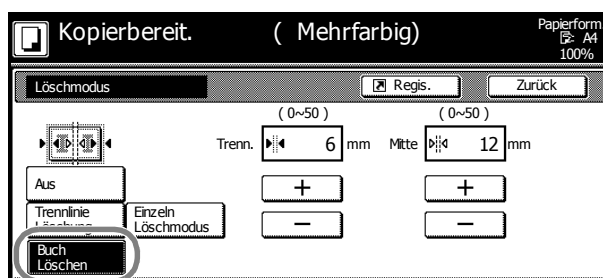 Kopierbereit. ( Mehrfarbig)
Papierform
A4
100%
Löschmodus
Regis.
Zurück
( 0~50 ) ( 0~50 )
Trenn. 6 mm Mitte 12 mm
Aus
+ +
Trennlinie
Löschung
Einzeln
Löschmodus
− −
Buch
Löschen